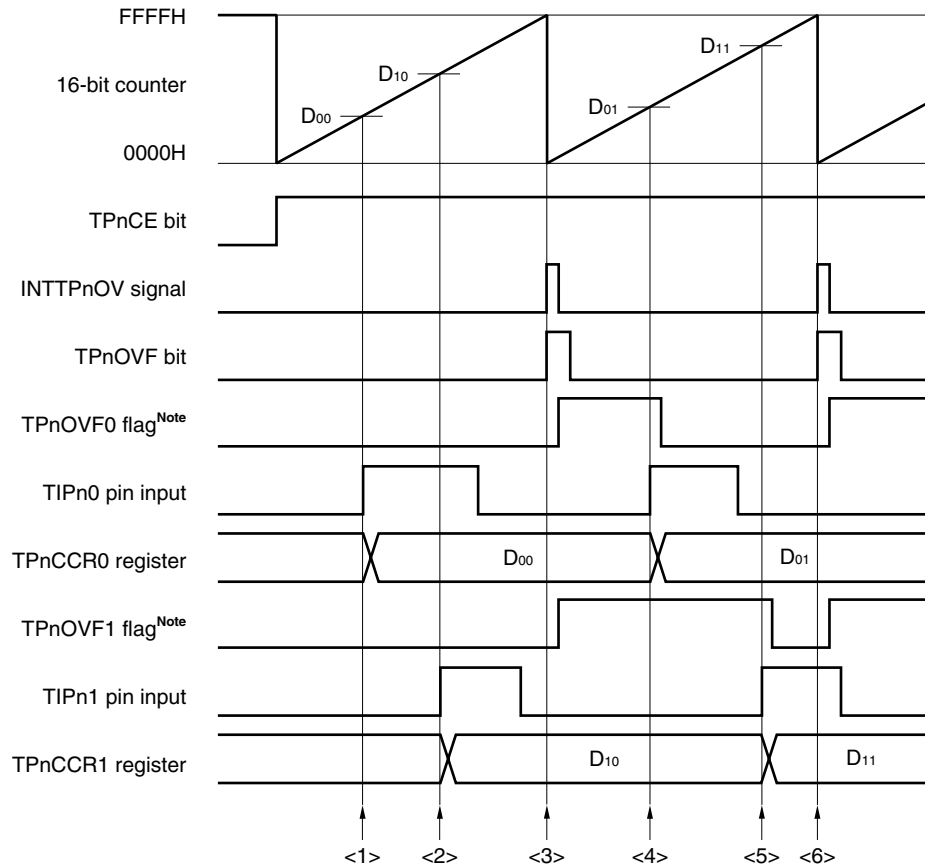 FFFFH
D11
D10
16-bit counter
D01
D00
0000H
TPnCE bit
INTTPnOV signal
TPnOVF bit
TPnOVF0 flagNote
TIPn0 pin input
TPnCCR0 register D00 D01
TPnOVF1 flagNote
TIPn1 pin input
TPnCCR1 register D10 D11
<1> <2> <3> <4> <5> <6>